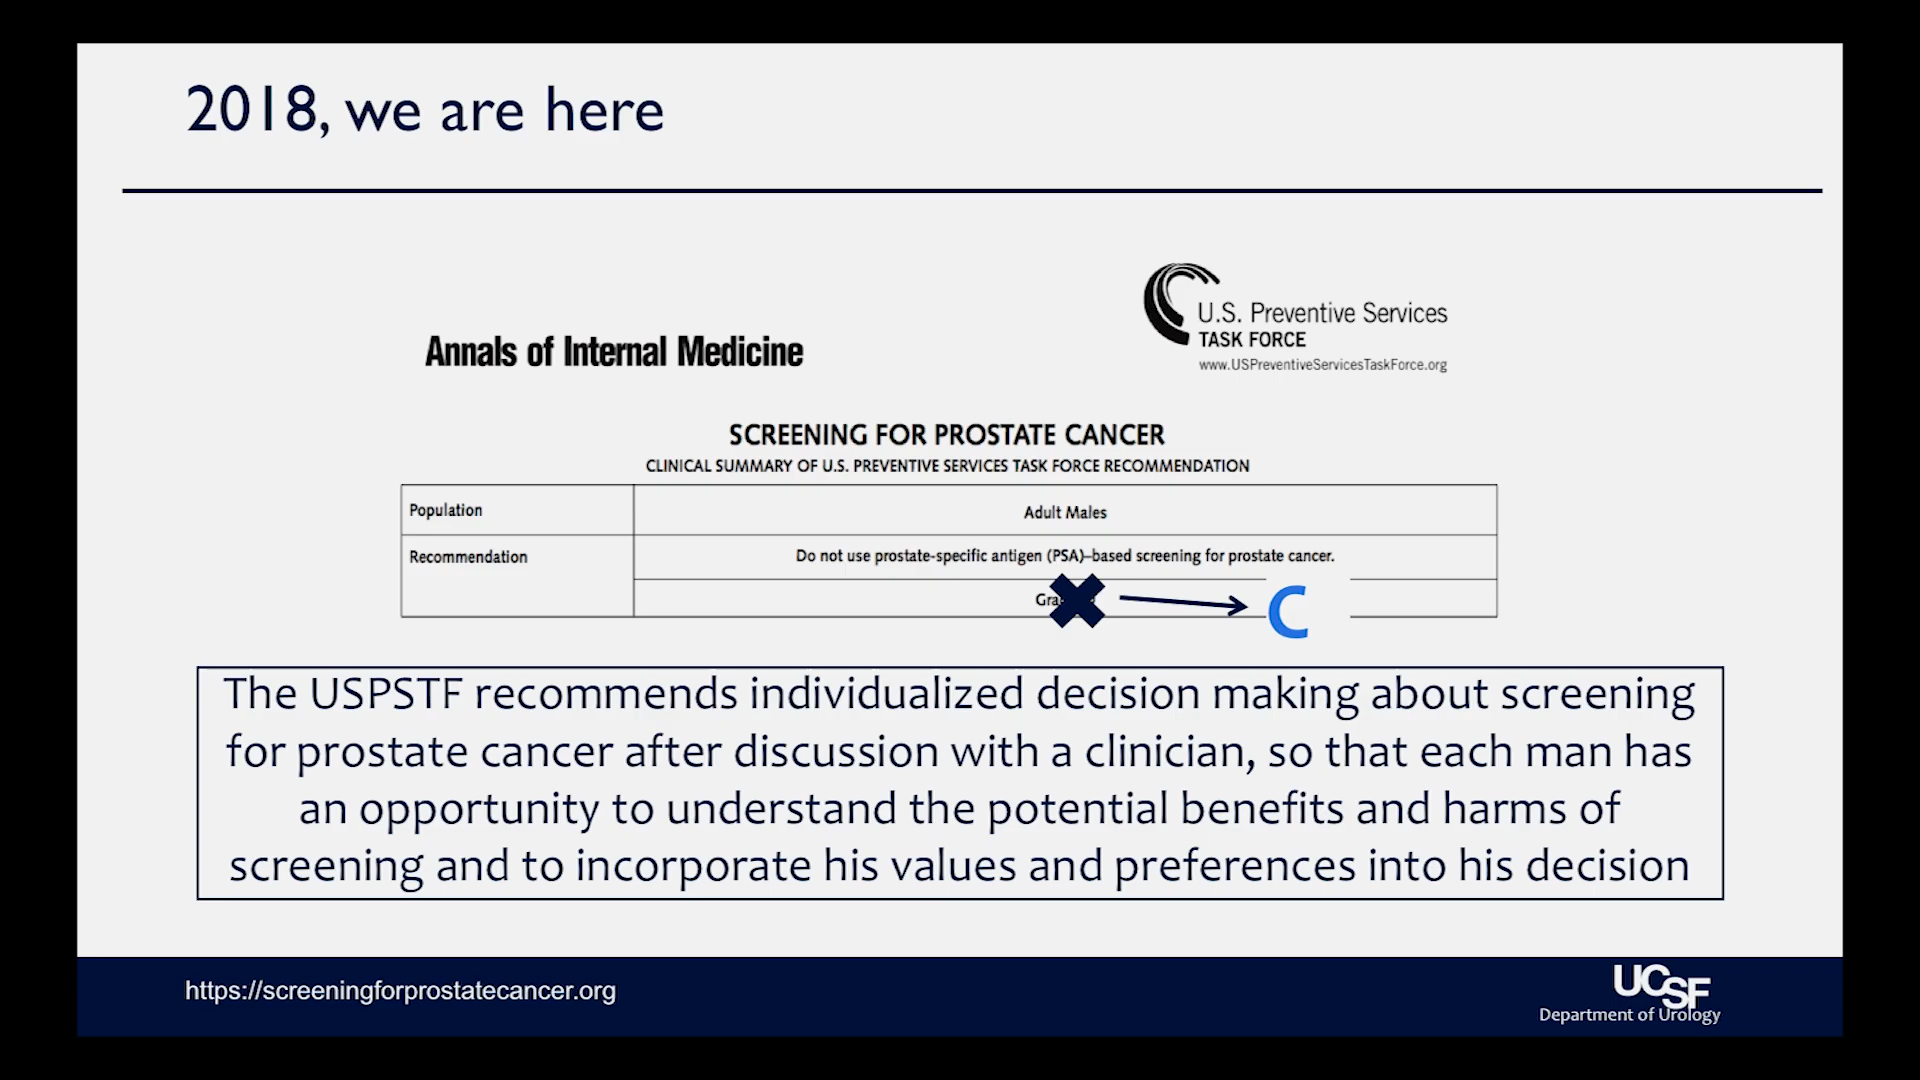 2018, we are here
Annals of Internal Medicine
U.S. Preventive Services
TASK FORCE
www.USPreventiveServicesTaskForce.org
SCREENING FOR PROSTATE CANCER
CLINICAL SUMMARY OF U.S. PREVENTIVE SERVICES TASK FORCE RECOMMENDATION
Population
Adult Males
Recommendation
Do not use prostate-specific antigen (PSA)–based screening for prostate cancer.
C
The USPSTF recommends individualized decision making about screening
for prostate cancer after discussion with a clinician, so that each man has
an opportunity to understand the potential benefits and harms of
screening and to incorporate his values and preferences into his decision
https://screeningforprostatecancer.org
UCSF
Department of Urology